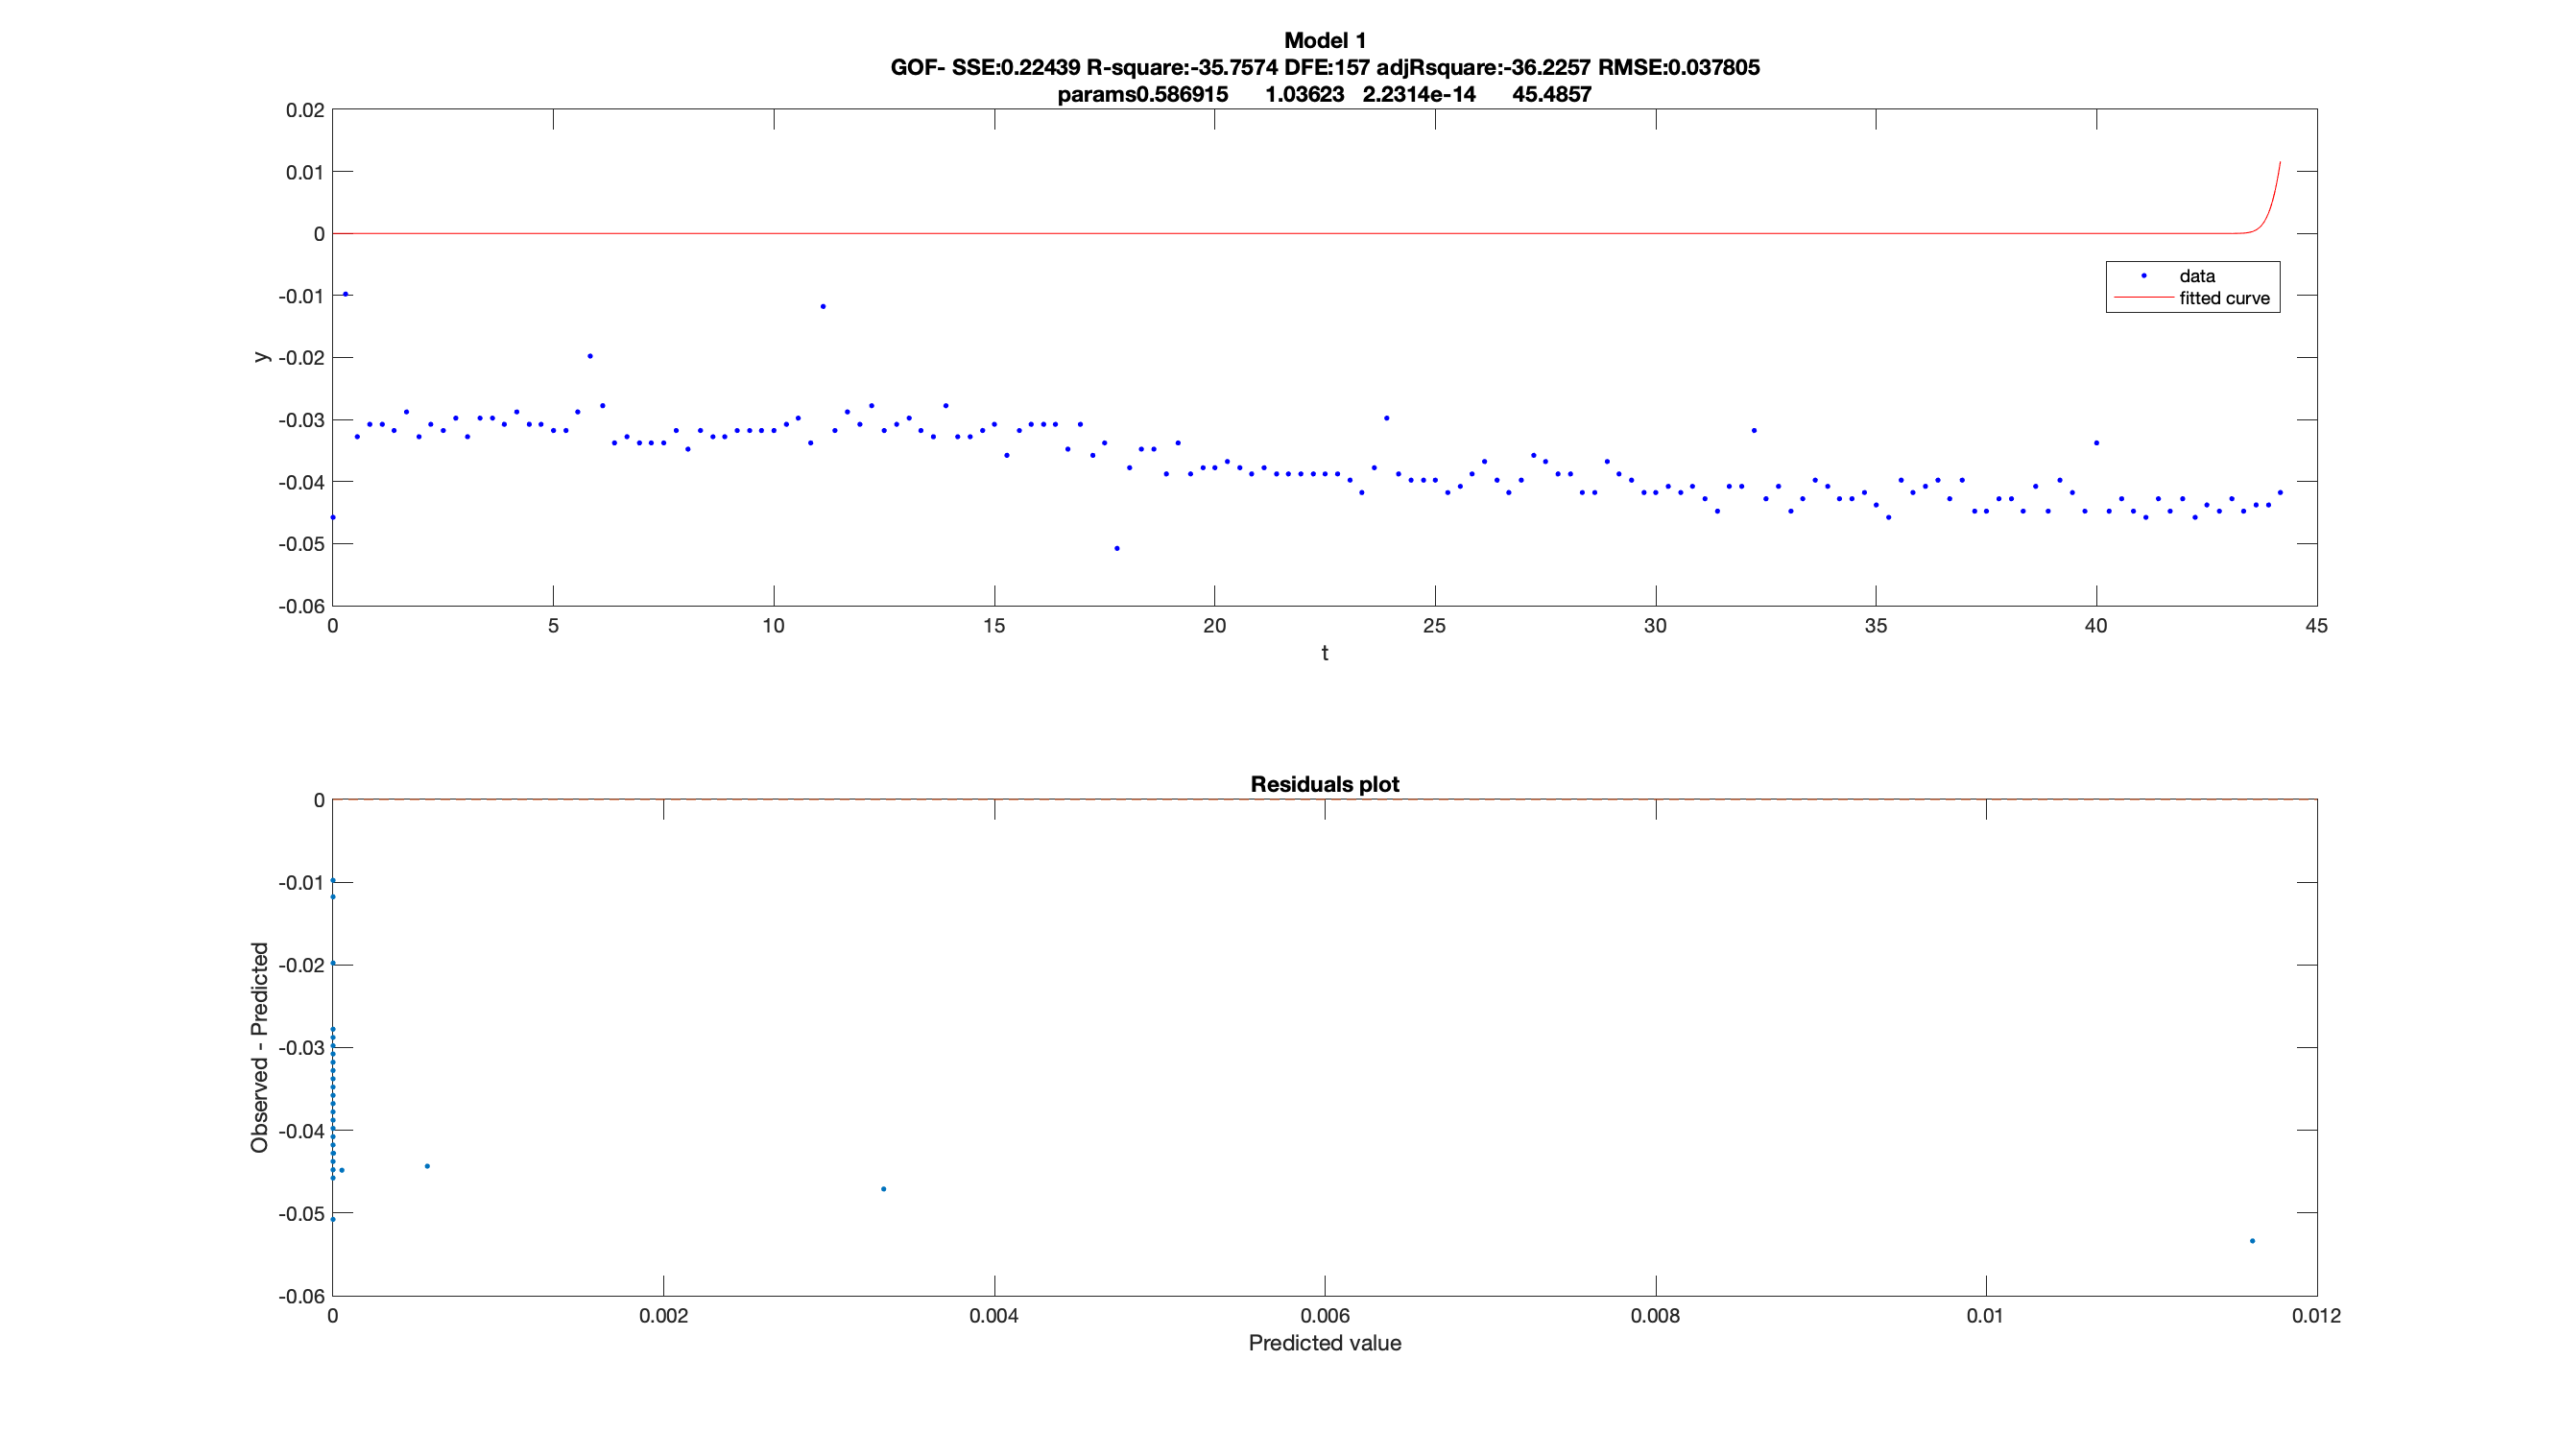 Model 1
GOF- SSE:0.22439 R-square:-35.7574 DFE:157 adjRsquare:-36.2257 RMSE:0.037805
params0.586915 1.03623 2.2314e-14 45.4857
0.02
0.01
0
-0.01
-0.02
-0.03
-0.04
-0.05
-0.06
y
data
fitted curve
0 5 10 15 20 25 30 35 40 45
t
Residuals plot
0
-0.01
-0.02
-0.03
-0.04
-0.05
-0.06
Observed - Predicted
0 0.002 0.004 0.006 0.008 0.01 0.012
Predicted value